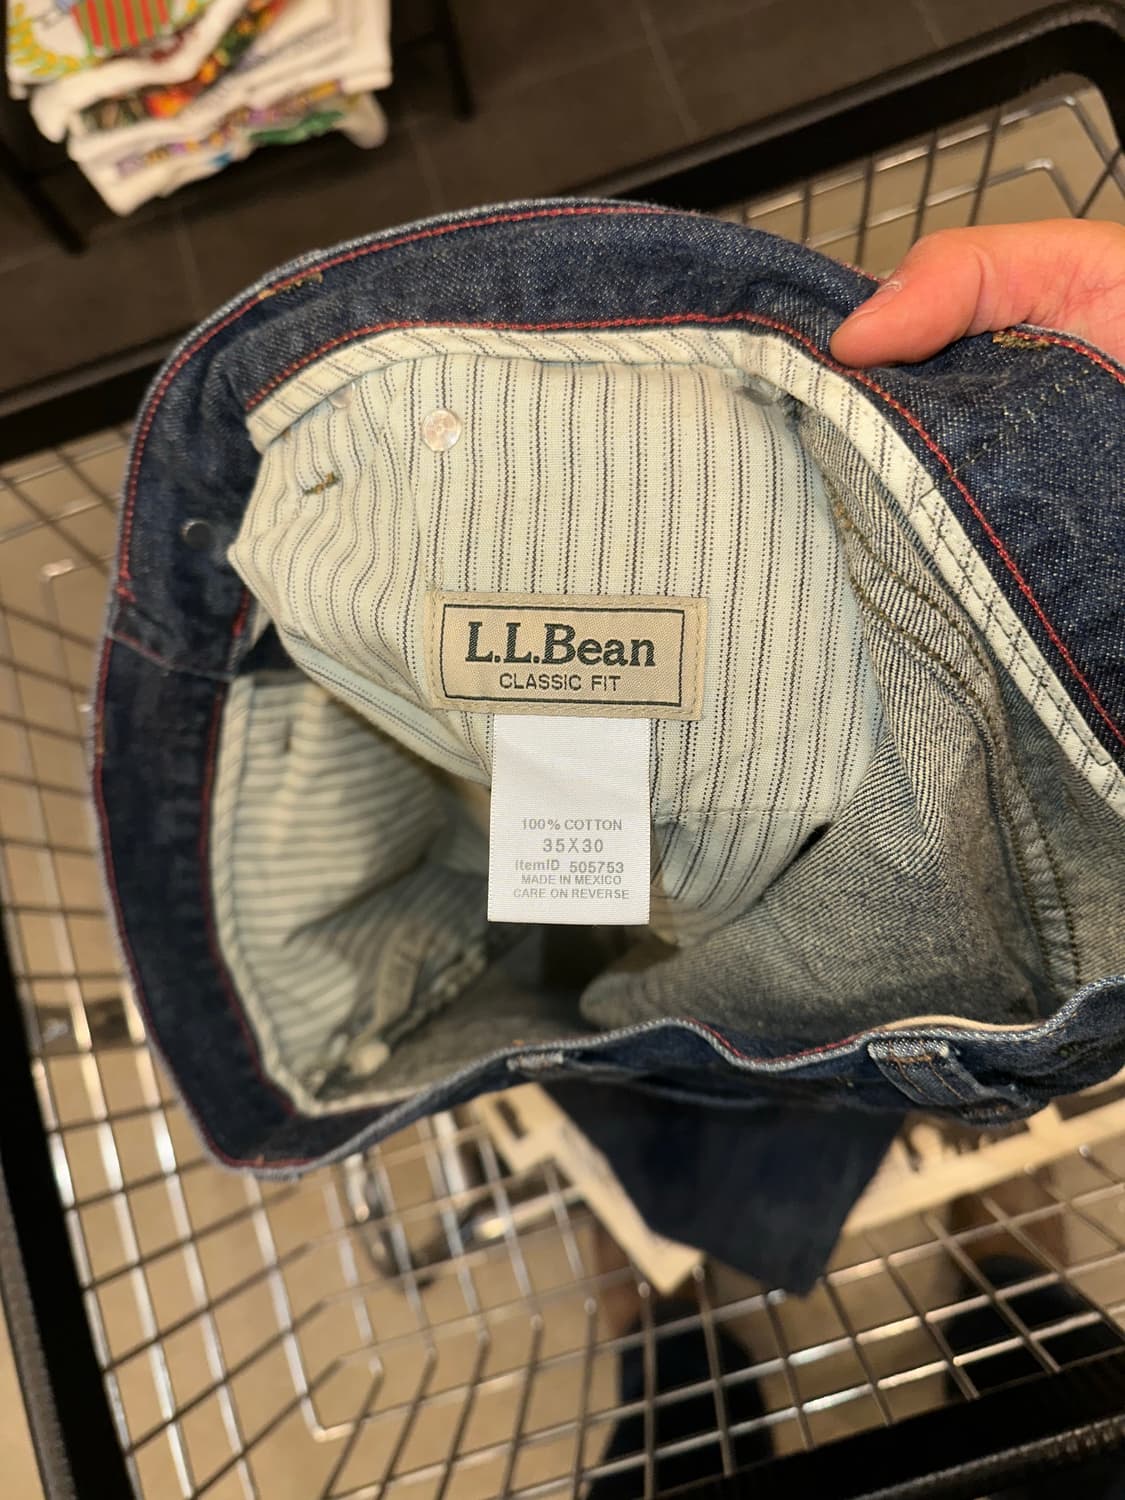 L.L.Bean
CLASSIC FIT
100% COTTON
35X30
ItemID 505753
MADE IN MEXICO
CARE ON REVERSE